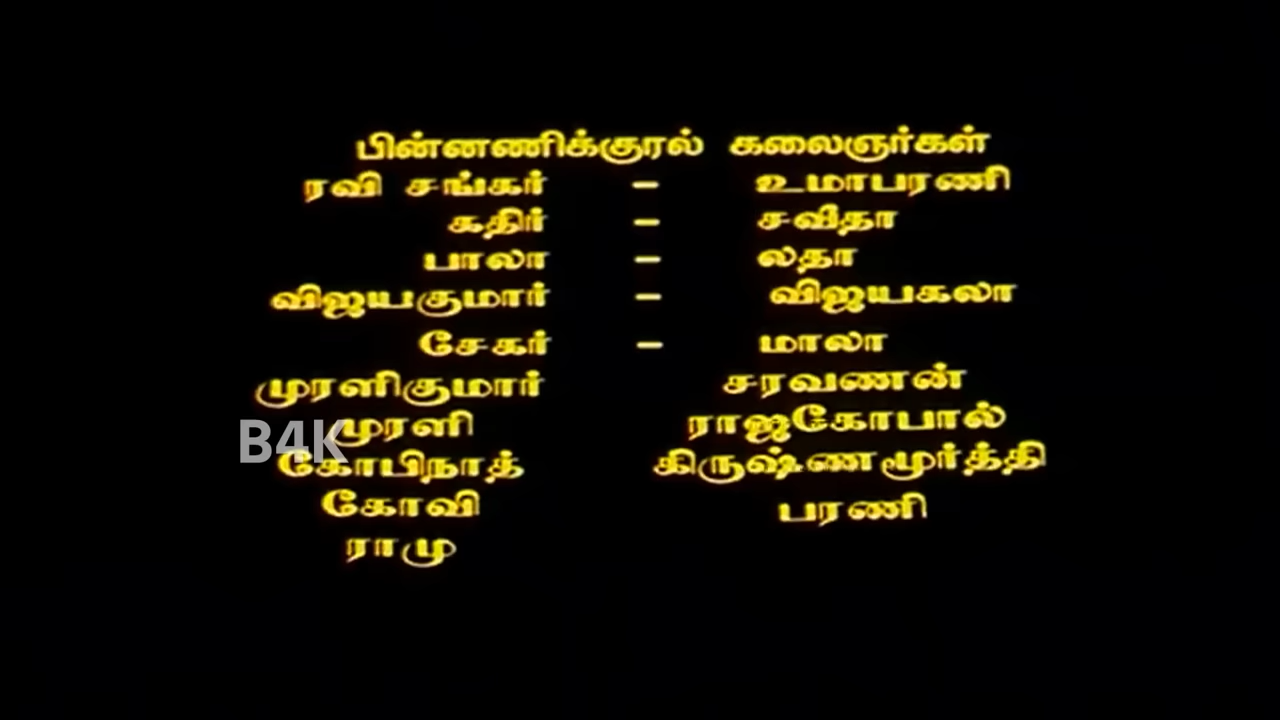 பின்னணிக்குரல் கலைஞர்கள்
ரவி சங்கர் – உமாபரணி
கதிர் – சவீதா
பாலா – லதா
விஜயகுமார் – விஜயகலா
சேகர் – மாலா
முரளிகுமார் சரவணன்
முரளி ராஜகோபால்
B4K
கோபிநாத் கிருஷ்ணமூர்த்தி
கோவி பரணி
ராமு